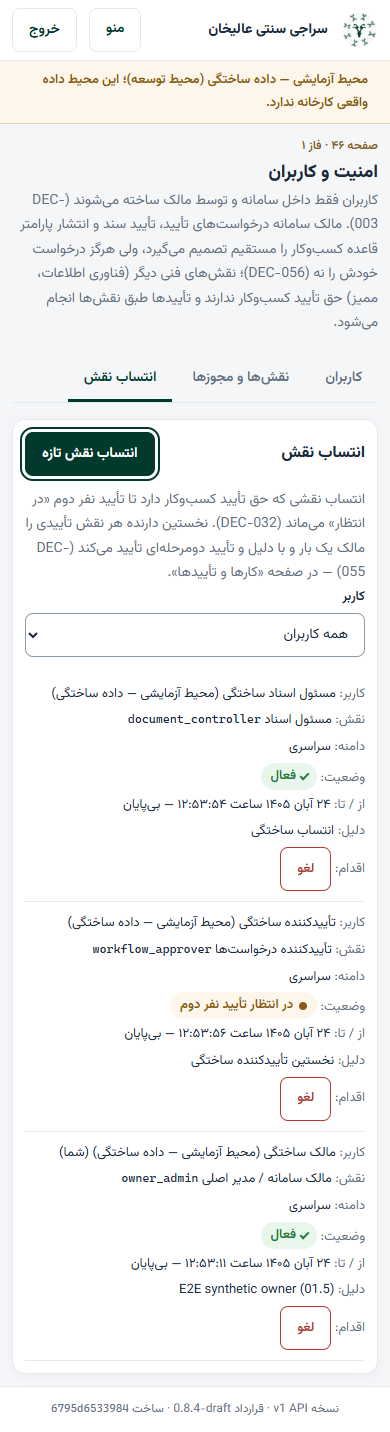 سراجی سنتی عالیخان
منو
خروج
محیط آزمایشی — داده ساختگی (محیط توسعه)؛ این محیط داده
واقعی کارخانه ندارد.
صفحه ۴۶ · فاز ۱
امنیت و کاربران
کاربران فقط داخل سامانه و توسط مالک ساخته می‌شوند (DEC-
003). مالک سامانه درخواست‌های تأیید، تأیید سند و انتشار پارامتر
قاعده کسب‌وکار را مستقیم تصمیم می‌گیرد، ولی هرگز درخواست
خودش را نه (DEC-056)؛ نقش‌های فنی دیگر (فناوری اطلاعات،
ممیز) حق تأیید کسب‌وکار ندارند و تأییدها طبق نقش‌ها انجام
می‌شود.
کاربران
نقش‌ها و مجوزها
انتساب نقش
انتساب نقش
انتساب نقش تازه
انتساب نقشی که حق تأیید کسب‌وکار دارد تا تأیید نفر دوم «در
انتظار» می‌ماند (DEC-032). نخستین دارنده هر نقش تأییدی را
مالک یک بار و با دلیل و تأیید دومرحله‌ای تأیید می‌کند (DEC-
055) — در صفحه «کارها و تأییدها».
کاربر
همه کاربران
کاربر: مسئول اسناد ساختگی (محیط آزمایشی — داده ساختگی)
نقش: مسئول اسناد document_controller
دامنه: سراسری
وضعیت: ✓ فعال
از / تا: ۲۴ آبان ۱۴۰۵ ساعت ۱۲:۵۳:۵۴ — بی‌پایان
دلیل: انتساب ساختگی
اقدام: لغو
کاربر: تأییدکننده ساختگی (محیط آزمایشی — داده ساختگی)
نقش: تأییدکننده درخواست‌ها workflow_approver
دامنه: سراسری
وضعیت: ● در انتظار تأیید نفر دوم
از / تا: ۲۴ آبان ۱۴۰۵ ساعت ۱۲:۵۳:۵۶ — بی‌پایان
دلیل: نخستین تأییدکننده ساختگی
اقدام: لغو
کاربر: مالک ساختگی (محیط آزمایشی — داده ساختگی) (شما)
نقش: مالک سامانه / مدیر اصلی owner_admin
دامنه: سراسری
وضعیت: ✓ فعال
از / تا: ۲۴ آبان ۱۴۰۵ ساعت ۱۲:۵۳:۱۱ — بی‌پایان
دلیل: E2E synthetic owner (01.5)
اقدام: لغو
نسخه v1 API · قرارداد 0.8.4-draft · ساخت 6795d6533984